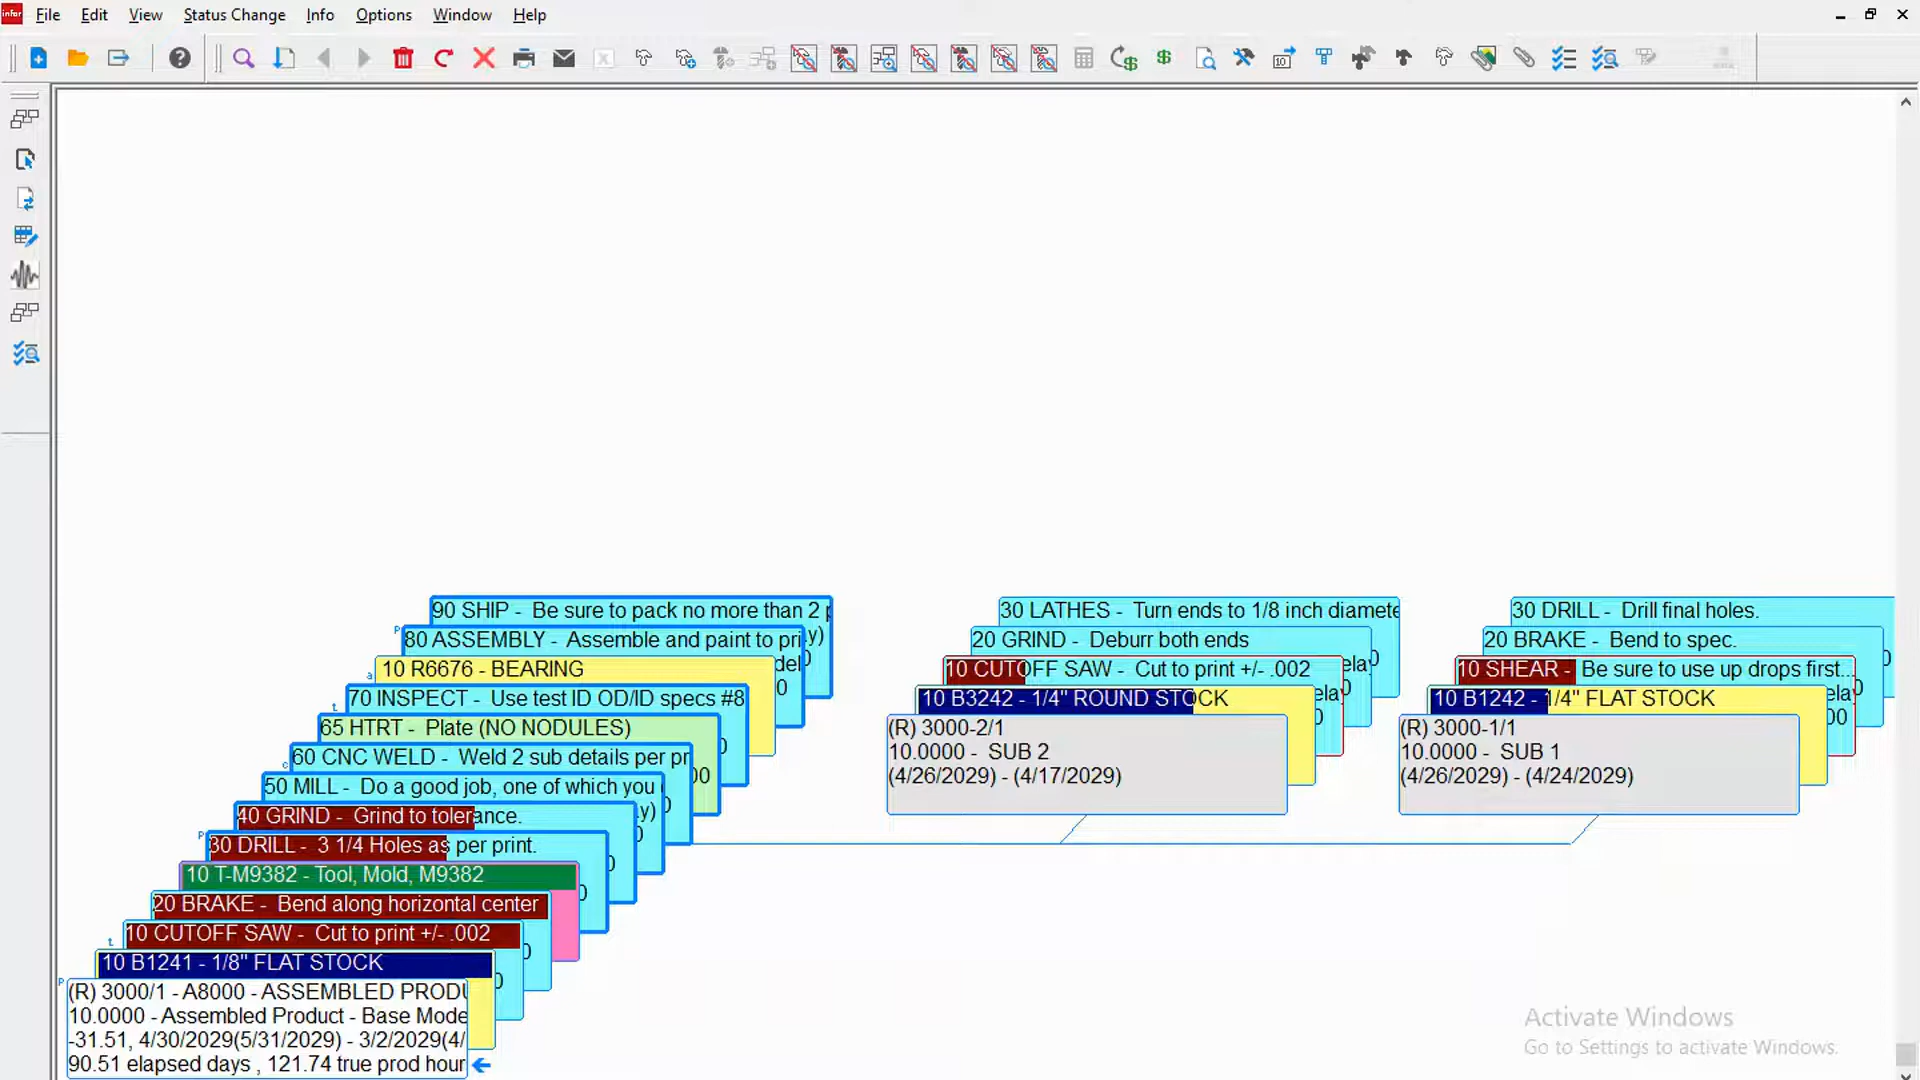 infor
File Edit View Status Change Info Options Window Help
10
90 SHIP - Be sure to pack no more than 2 p
80 ASSEMBLY - Assemble and paint to pri
y)
10 R6676 - BEARING
del
70 INSPECT - Use test ID OD/ID specs #8
0
65 HTRT - Plate (NO NODULES)
60 CNC WELD - Weld 2 sub details per pr
00
50 MILL - Do a good job, one of which you
40 GRIND - Grind to tolerance.
y)
30 DRILL - 3 1/4 Holes as per print.
10 T-M9382 - Tool, Mold, M9382
20 BRAKE - Bend along horizontal center
10 CUTOFF SAW - Cut to print +/- .002
10 B1241 - 1/8" FLAT STOCK
(R) 3000/1 - A8000 - ASSEMBLED PRODU
10.0000 - Assembled Product - Base Mode
-31.51, 4/30/2029(5/31/2029) - 3/2/2029(4/
90.51 elapsed days , 121.74 true prod hour
30 LATHES - Turn ends to 1/8 inch diamete
20 GRIND - Deburr both ends
10 CUTOFF SAW - Cut to print +/- .002
elay
10 B3242 - 1/4" ROUND STOCK
elay
(R) 3000-2/1
10.0000 - SUB 2
(4/26/2029) - (4/17/2029)
30 DRILL - Drill final holes.
20 BRAKE - Bend to spec.
10 SHEAR - Be sure to use up drops first...
elay
10 B1242 - 1/4" FLAT STOCK
00
(R) 3000-1/1
10.0000 - SUB 1
(4/26/2029) - (4/24/2029)
Activate Windows
Go to Settings to activate Windows.